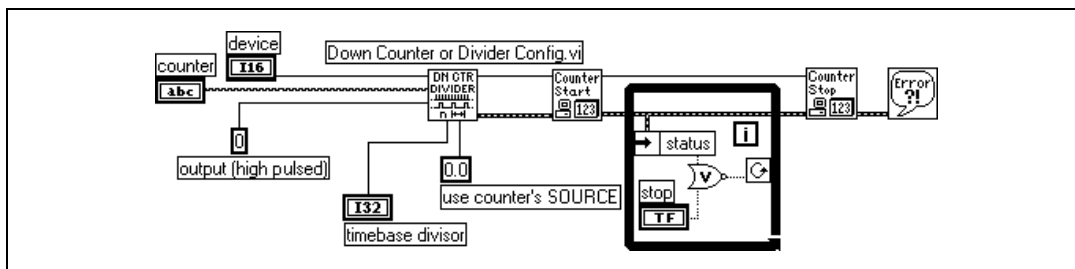 device
I16
counter
abc
Down Counter or Divider Config.vi
DN CTR
DIVIDER
n
0
output (high pulsed)
I32
timebase divisor
0.0
use counter's SOURCE
Counter
Start
123
status
i
V
stop
TF
Counter
Stop
123
Error
?!